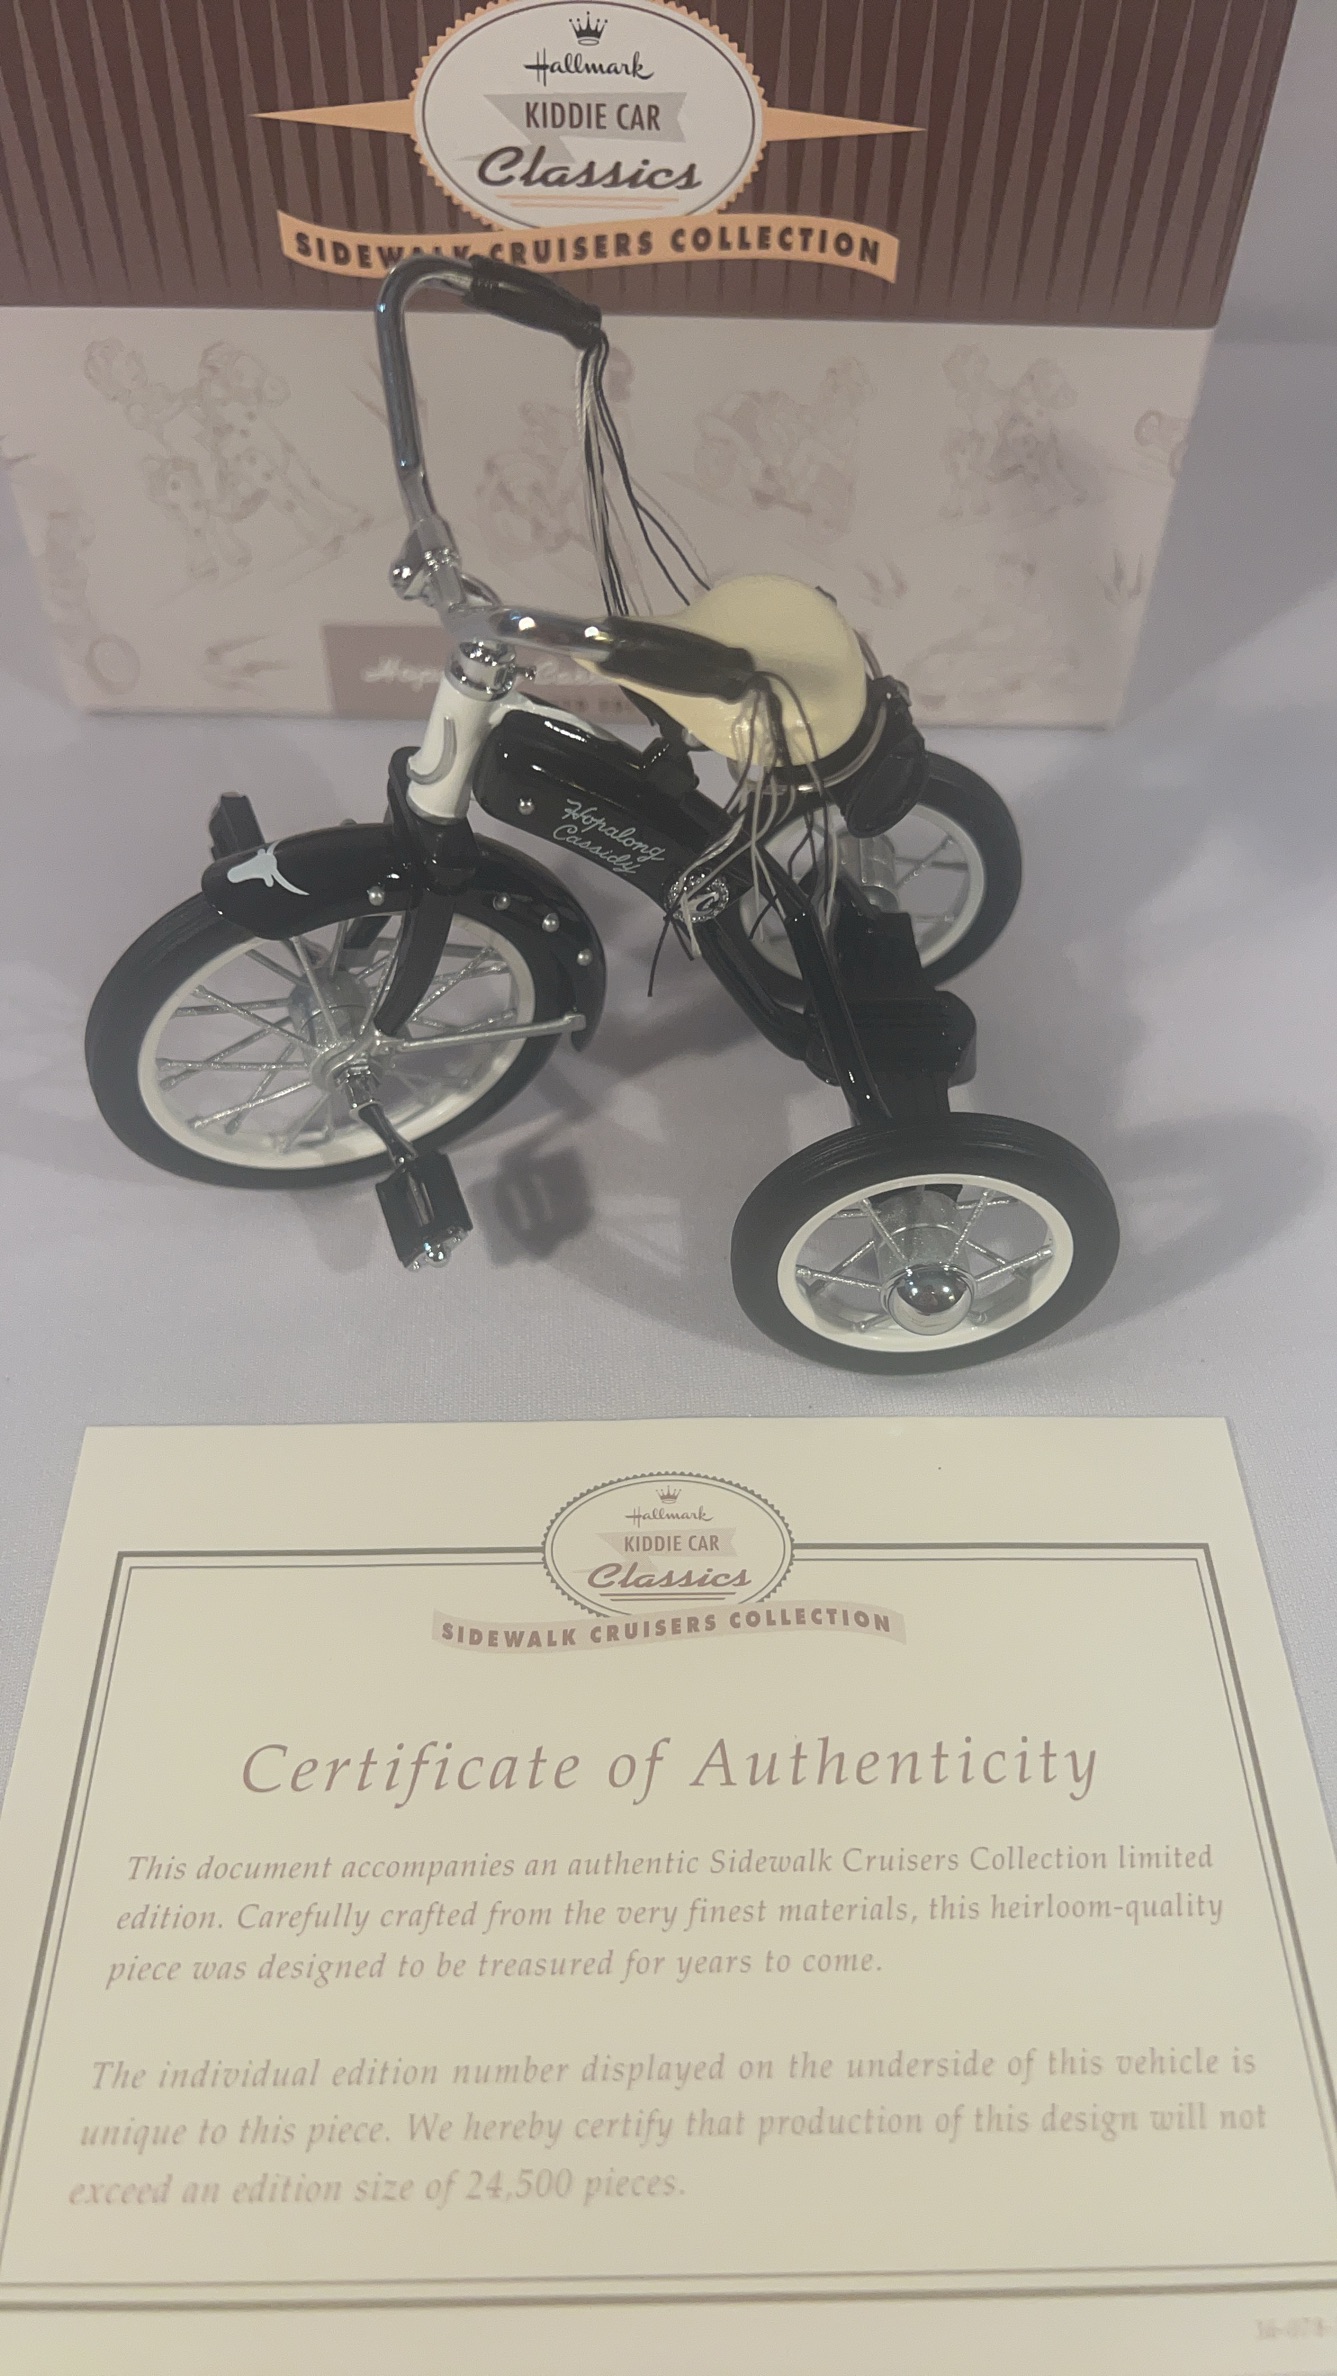 Hallmark
KIDDIE CAR
Classics
SIDEWALK CRUISERS COLLECTION
Hopalong
Cassidy
Hallmark
KIDDIE CAR
Classics
SIDEWALK CRUISERS COLLECTION
Certificate of Authenticity
This document accompanies an authentic Sidewalk Cruisers Collection limited
edition. Carefully crafted from the very finest materials, this heirloom-quality
piece was designed to be treasured for years to come.
The individual edition number displayed on the underside of this vehicle is
unique to this piece. We hereby certify that production of this design will not
exceed an edition size of 24,500 pieces.